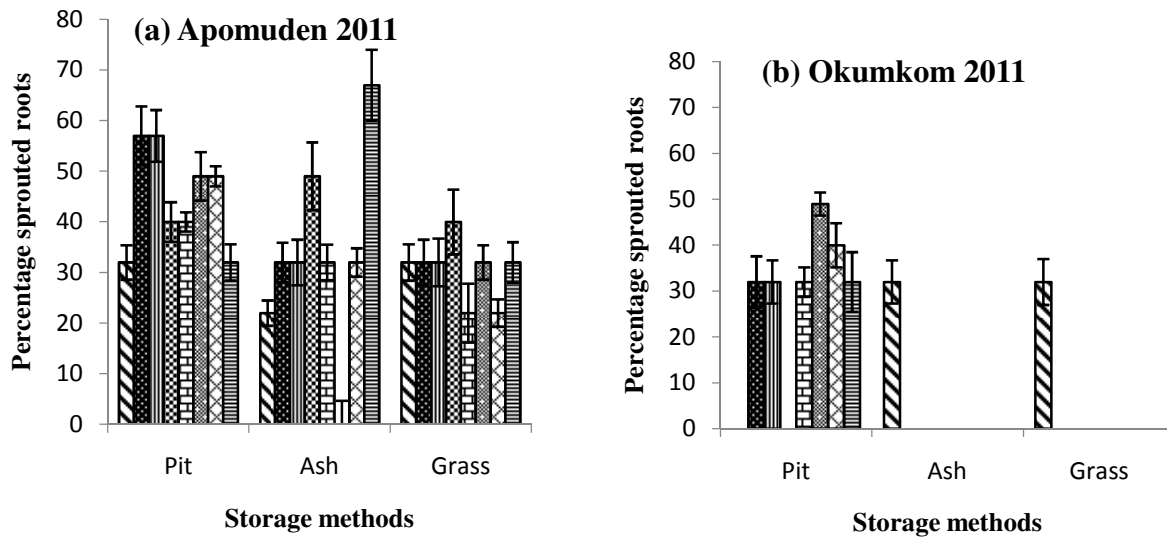 (a) Apomuden 2011
Percentage sprouted roots
80
70
60
50
40
30
20
10
0
Pit Ash Grass
Storage methods
(b) Okumkom 2011
Percentage sprouted roots
80
70
60
50
40
30
20
10
0
Pit Ash Grass
Storage methods